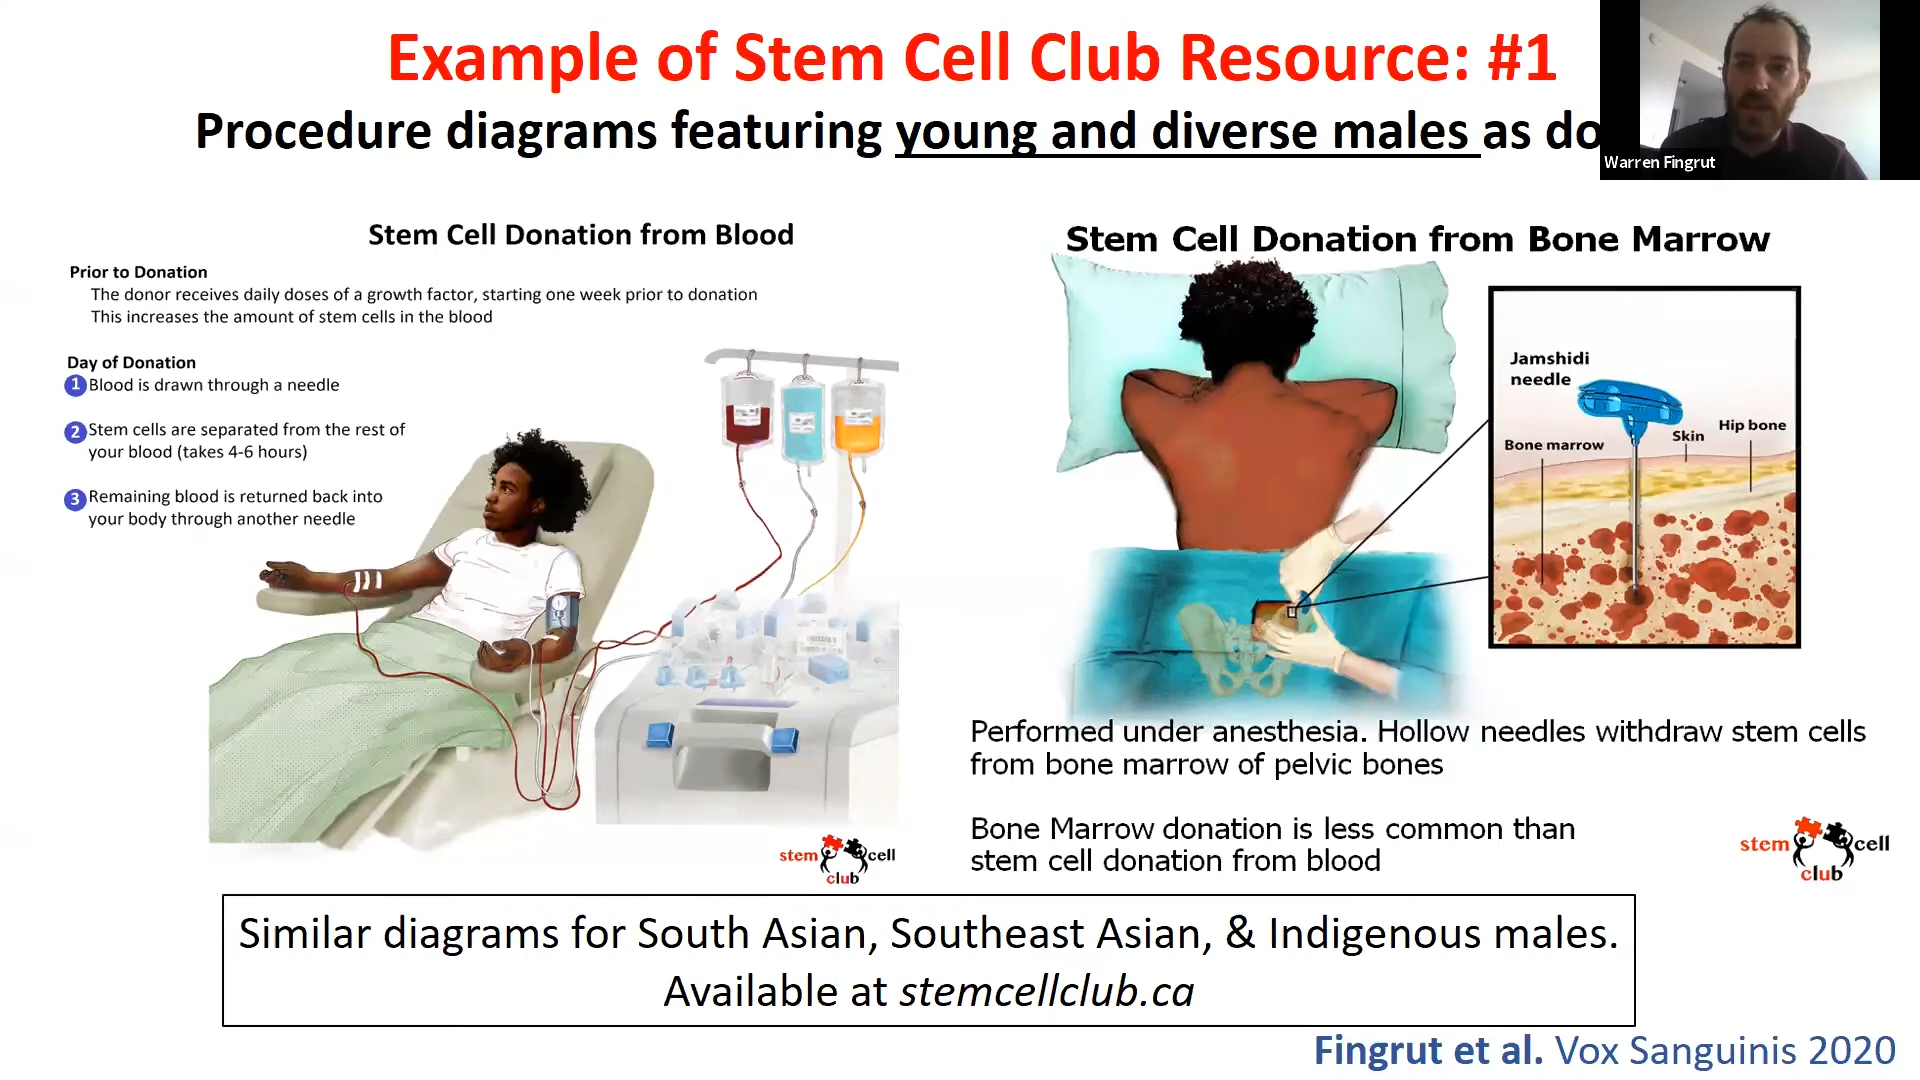 Example of Stem Cell Club Resource: #1
Procedure diagrams featuring young and diverse males as do
Warren Fingrut
Stem Cell Donation from Blood
Prior to Donation
The donor receives daily doses of a growth factor, starting one week prior to donation
This increases the amount of stem cells in the blood
Day of Donation
1 Blood is drawn through a needle
2 Stem cells are separated from the rest of
your blood (takes 4-6 hours)
3 Remaining blood is returned back into
your body through another needle
stem cell
club
Stem Cell Donation from Bone Marrow
Jamshidi
needle
Bone marrow
Skin
Hip bone
Performed under anesthesia. Hollow needles withdraw stem cells
from bone marrow of pelvic bones
Bone Marrow donation is less common than
stem cell donation from blood
stem cell
club
Similar diagrams for South Asian, Southeast Asian, & Indigenous males.
Available at stemcellclub.ca
Fingrut et al. Vox Sanguinis 2020